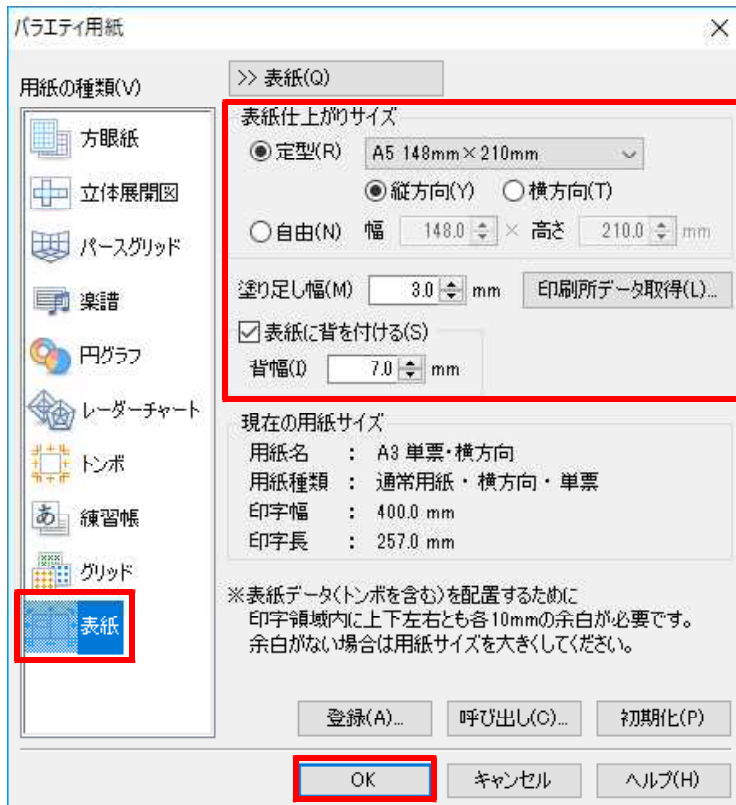 バラエティ用紙
用紙の種類(V)
方眼紙
立体展開図
パースグリッド
楽譜
円グラフ
レーダーチャート
トンボ
あ 練習帳
グリッド
表紙
>> 表紙(Q)
表紙仕上がりサイズ
定型(R) A5 148mm×210mm
縦方向(Y) 横方向(T)
自由(N) 幅 148.0 × 高さ 210.0 mm
塗り足し幅(M) 3.0 mm 印刷所データ取得(L)...
表紙に背を付ける(S)
背幅(I) 7.0 mm
現在の用紙サイズ
用紙名 : A3 単票・横方向
用紙種類 : 通常用紙・横方向・単票
印字幅 : 400.0 mm
印字長 : 257.0 mm
※表紙データ(トンボを含む)を配置するために
印字領域内に上下左右とも各10mmの余白が必要です。
余白がない場合は用紙サイズを大きくしてください。
登録(A)... 呼び出し(C)... 初期化(P)
OK キャンセル ヘルプ(H)